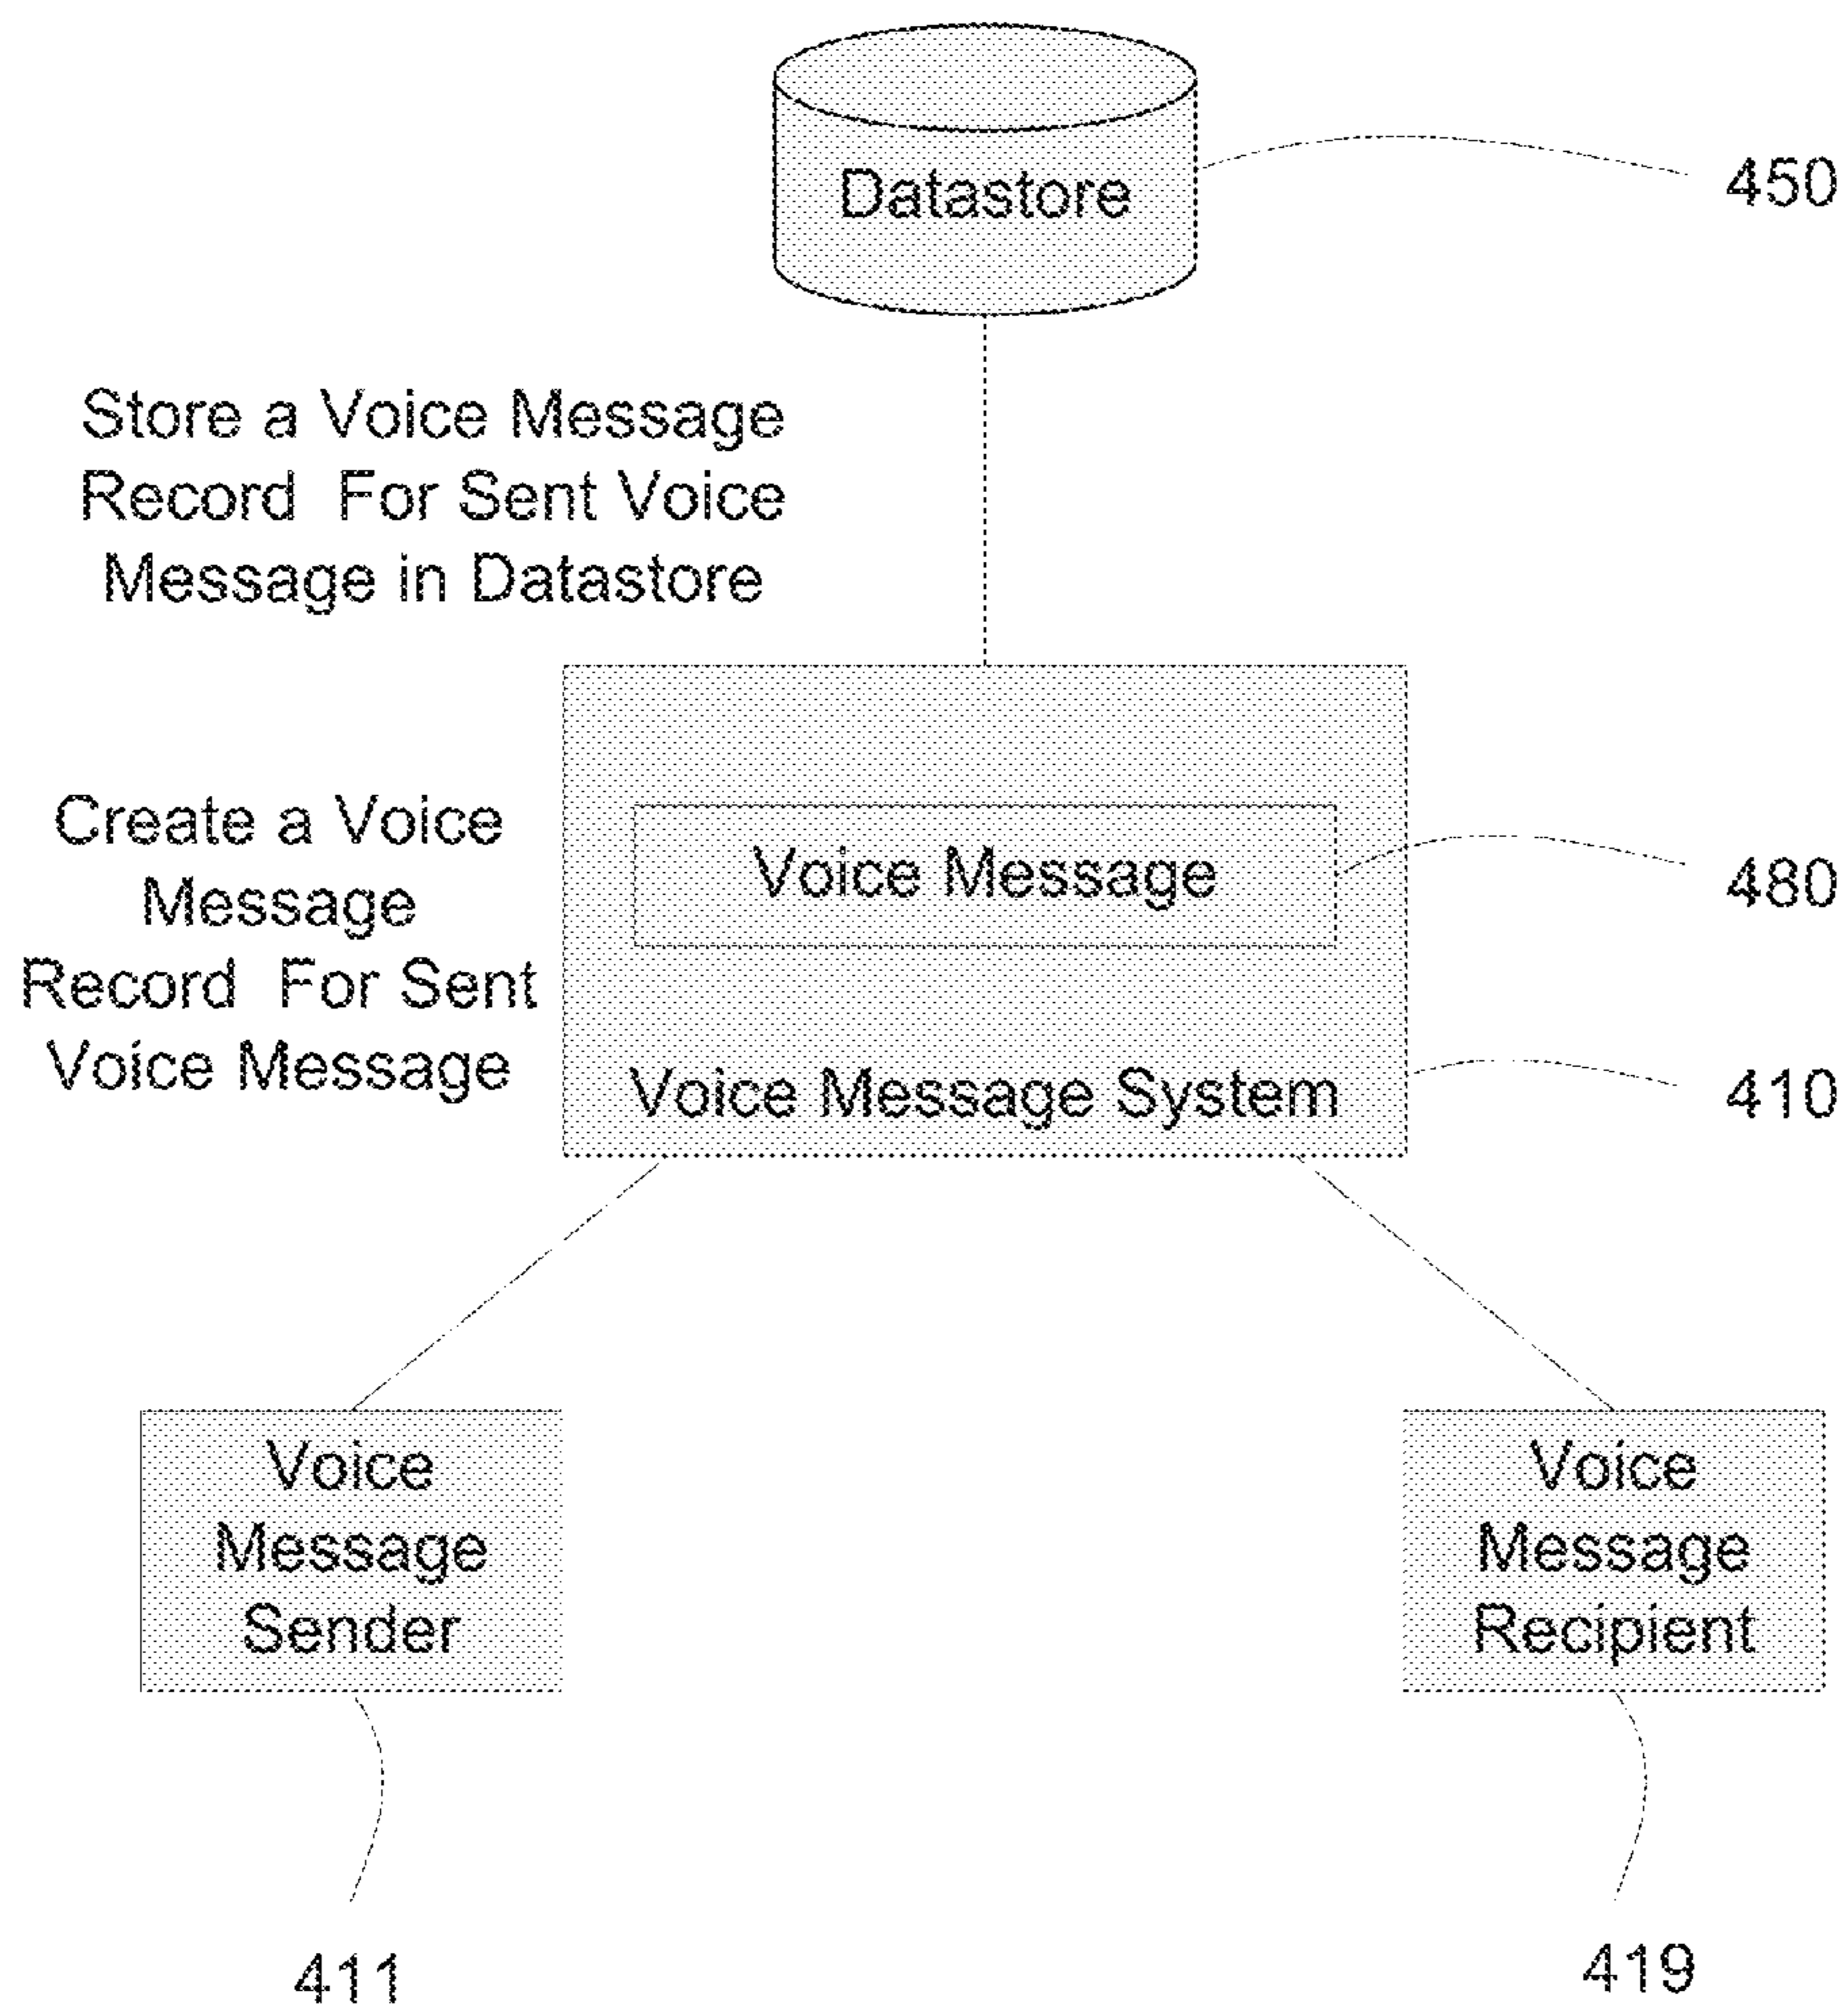 Datastore
450
Store a Voice Message
Record For Sent Voice
Message in Datastore
Create a Voice
Message
Record For Sent
Voice Message
Voice Message
480
Voice Message System
410
Voice
Message
Sender
Voice
Message
Recipient
411
419